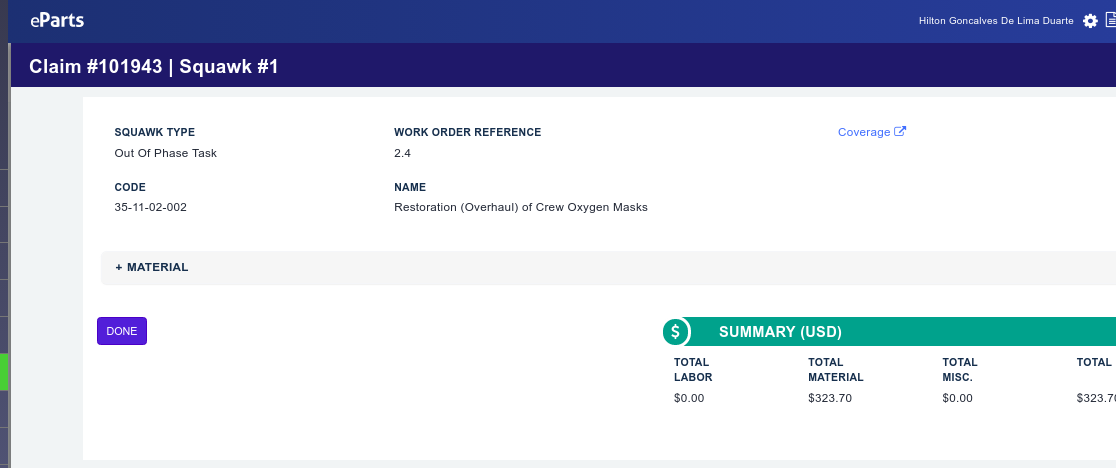 eParts
Hilton Goncalves De Lima Duarte
Claim #101943 | Squawk #1
SQUAWK TYPE
WORK ORDER REFERENCE
Coverage
Out Of Phase Task
2.4
CODE
NAME
35-11-02-002
Restoration (Overhaul) of Crew Oxygen Masks
+ MATERIAL
DONE
$ SUMMARY (USD)
TOTAL LABOR
TOTAL MATERIAL
TOTAL MISC.
TOTAL
$0.00
$323.70
$0.00
$323.70